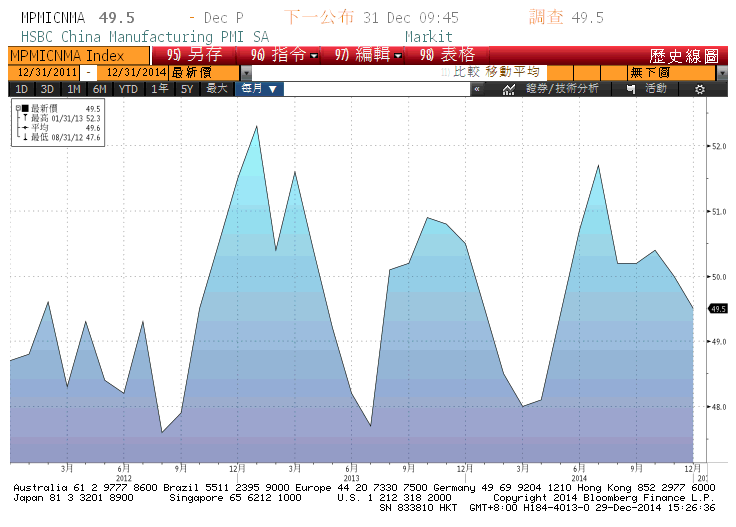 MPMICNMA 49.5 - Dec P 下一公布 31 Dec 09:45 調查 49.5
HSBC China Manufacturing PMI SA Markit
MPMICNMA Index 95) 另存 96) 指令 97) 編輯 98) 表格 歷史線圖
12/31/2011 - 12/31/2014 最新價 比較 移動平均 無下圖
1D 3D 1M 6M YTD 1年 5Y 最大 每月 ▼ « 證券/技術分析 活動
最新價 49.5
最高 01/31/13 52.3
平均 49.6
最低 08/31/12 47.6
52.0
51.0
50.0
49.5
49.0
48.0
3月 6月 9月 12月 3月 6月 9月 12月 3月 6月 9月 12月 201
2012 2013 2014
Australia 61 2 9777 8600 Brazil 5511 2395 9000 Europe 44 20 7330 7500 Germany 49 69 9204 1210 Hong Kong 852 2977 6000
Japan 81 3 3201 8900 Singapore 65 6212 1000 U.S. 1 212 318 2000 Copyright 2014 Bloomberg Finance L.P.
SN 833810 HKT GMT+8:00 H184-4013-0 29-Dec-2014 15:26:36